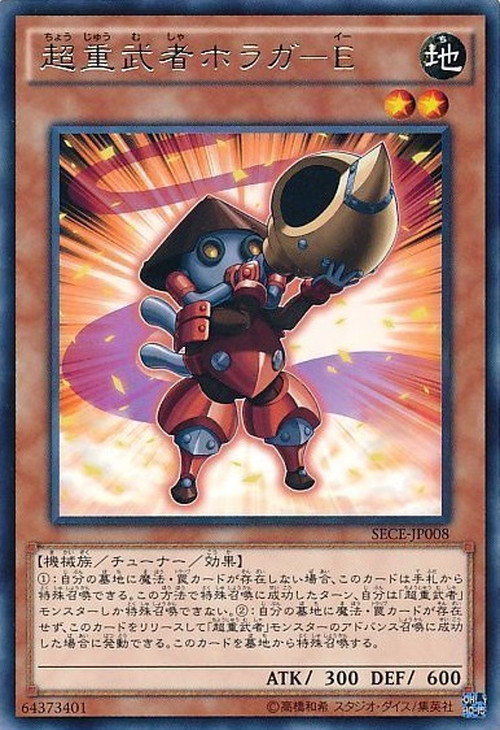 ちょう じゅう む しゃ イー
超重武者ホラガーE
ち
地
SECE-JP008
【機械族/チューナー/効果】
①:自分の墓地に魔法・罠カードが存在しない場合、このカードは手札から
特殊召喚できる。この方法で特殊召喚に成功したターン、自分は「超重武者」
モンスターしか特殊召喚できない。②:自分の墓地に魔法・罠カードが存在
せず、このカードをリリースして「超重武者」モンスターのアドバンス召喚に成功
した場合に発動できる。このカードを墓地から特殊召喚する。
ATK/ 300 DEF/ 600
64373401
©高橋和希 スタジオ・ダイス/集英社